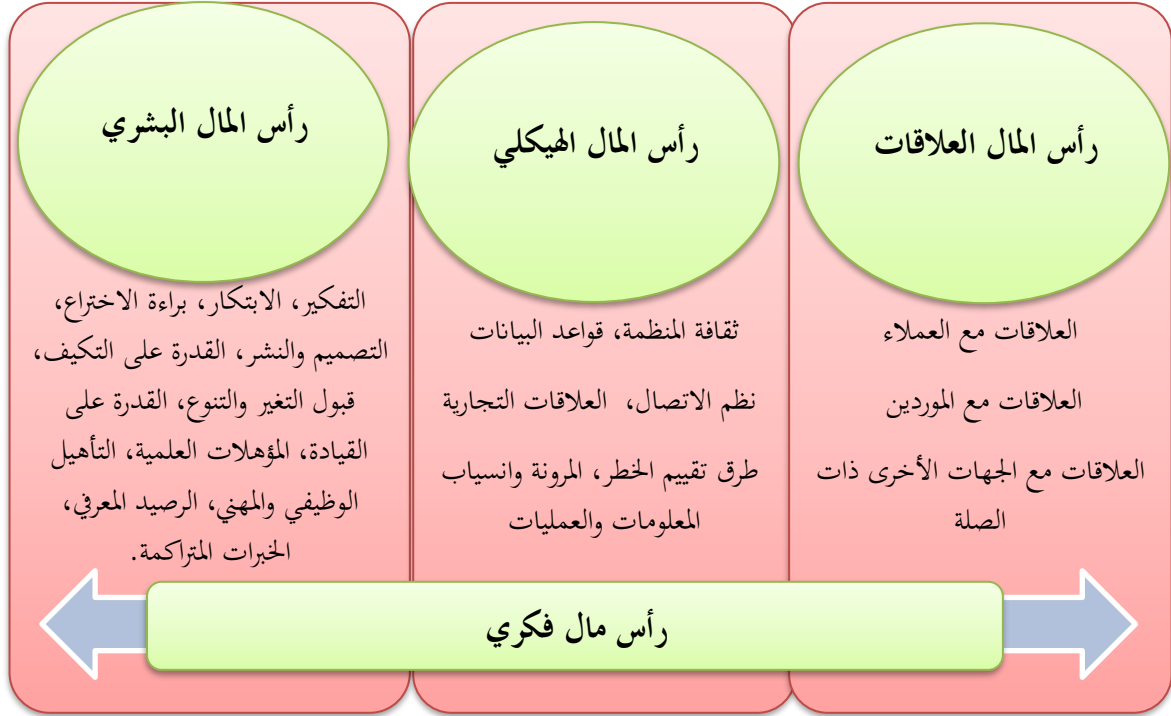 رأس المال العلاقات
العلاقات مع العملاء
العلاقات مع الموردين
العلاقات مع الجهات الأخرى ذات
الصلة
رأس المال الهيكلي
ثقافة المنظمة، قواعد البيانات
نظم الاتصال، العلاقات التجارية
طرق تقييم الخطر، المرونة وانسياب
المعلومات والعمليات
رأس المال البشري
التفكير، الابتكار، براءة الاختراع،
التصميم والنشر، القدرة على التكيف،
قبول التغير والتنوع، القدرة على
القيادة، المؤهلات العلمية، التأهيل
الوظيفي والمهني، الرصيد المعرفي،
الخبرات المتراكمة.
رأس مال فكري